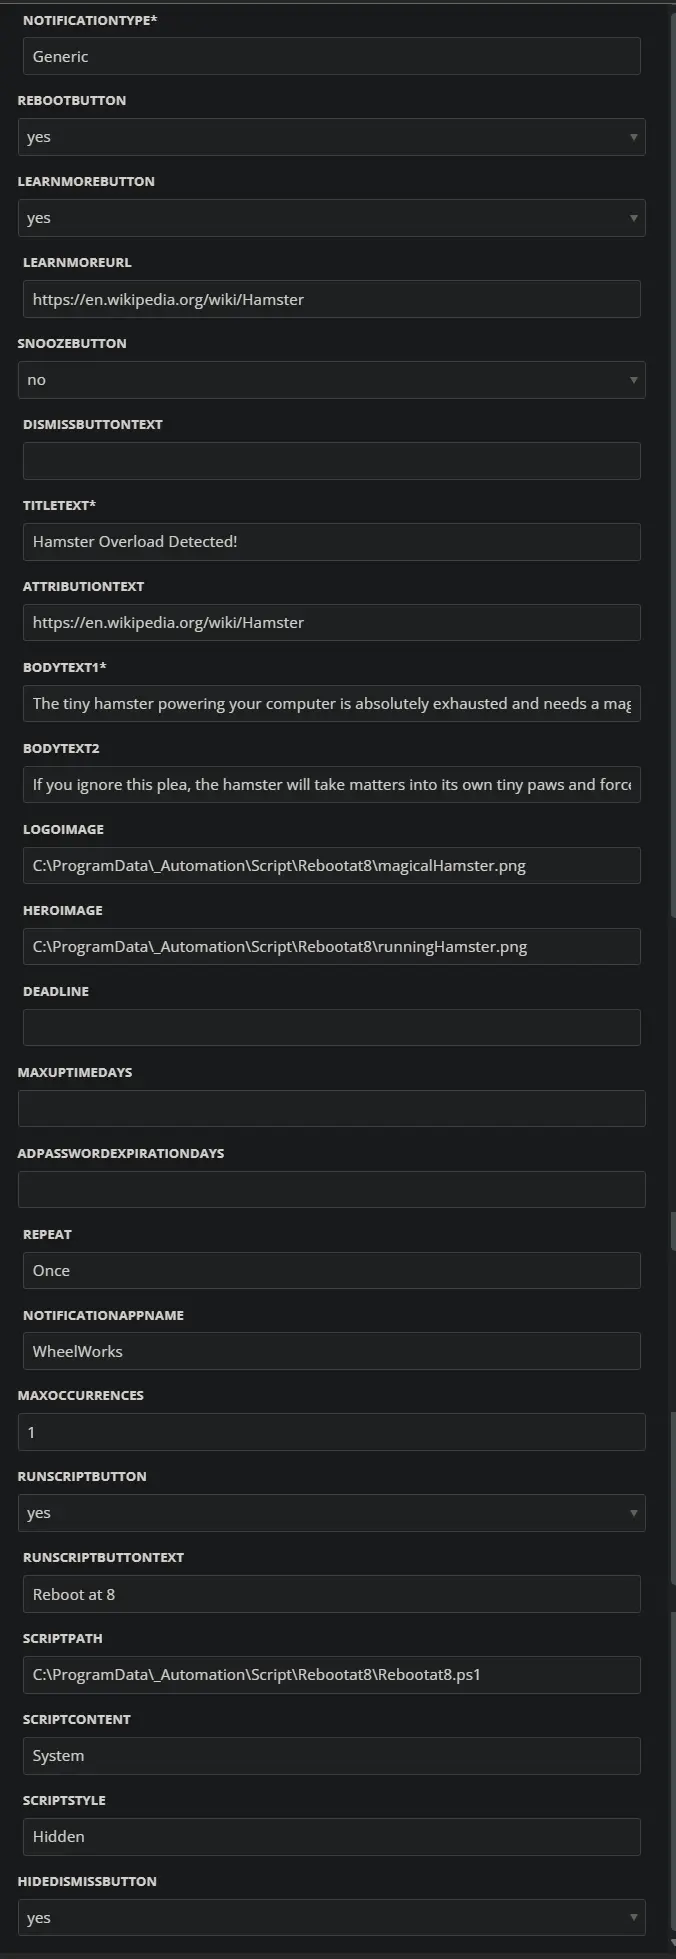 NOTIFICATIONTYPE*
Generic
REBOOTBUTTON
yes
LEARNMOREBUTTON
yes
LEARNMOREURL
https://en.wikipedia.org/wiki/Hamster
SNOOZEBUTTON
no
DISMISSBUTTONTEXT
TITLETEXT*
Hamster Overload Detected!
ATTRIBUTIONTEXT
https://en.wikipedia.org/wiki/Hamster
BODYTEXT1*
The tiny hamster powering your computer is absolutely exhausted and needs a mag
BODYTEXT2
If you ignore this plea, the hamster will take matters into its own tiny paws and force
LOGOIMAGE
C:\ProgramData\_Automation\Script\Rebootat8\magicalHamster.png
HEROIMAGE
C:\ProgramData\_Automation\Script\Rebootat8\runningHamster.png
DEADLINE
MAXUPTIMEDAYS
ADPASSWORDEXPIRATIONDAYS
REPEAT
Once
NOTIFICATIONAPPNAME
WheelWorks
MAXOCCURRENCES
1
RUNSCRIPTBUTTON
yes
RUNSCRIPTBUTTONTEXT
Reboot at 8
SCRIPTPATH
C:\ProgramData\_Automation\Script\Rebootat8\Rebootat8.ps1
SCRIPTCONTENT
System
SCRIPTSTYLE
Hidden
HIDEDISMISSBUTTON
yes